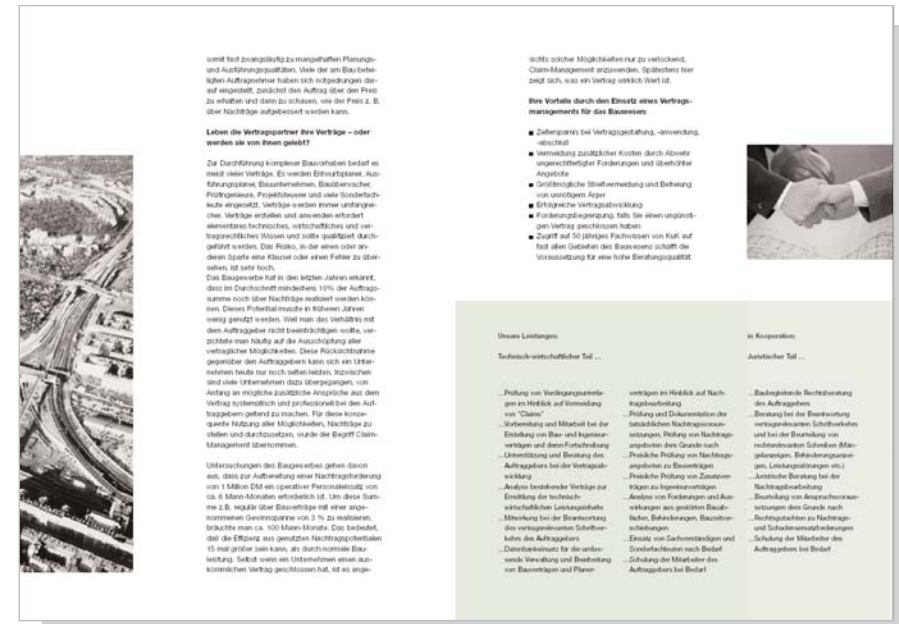 somit fast zwangsläufig zu mangelhaften Planungs-
und Ausführungsqualitäten. Viele der am Bau betei-
ligten Auftragnehmer haben sich notgedrungen dar-
auf eingestellt, zunächst den Auftrag über den Preis
zu erhalten und dann zu schauen, wie der Preis z. B.
über Nachträge aufgebessert werden kann.
Leben die Vertragspartner ihre Verträge – oder
werden sie von ihnen gelebt?
Zur Durchführung komplexer Bauvorhaben bedarf es
meist vieler Verträge. Es werden Entwurfsplaner, Aus-
führungsplaner, Bauunternehmen, Bauüberwacher,
Prüfingenieure, Projektsteuerer und viele Sonderfach-
leute eingesetzt. Verträge werden immer umfangrei-
cher. Verträge erstellen und anwenden erfordert
elementares technisches, wirtschaftliches und ver-
tragsrechtliches Wissen und sollte qualifiziert durch-
geführt werden. Das Risiko, in der einen oder an-
deren Sparte eine Klausel oder einen Fehler zu über-
sehen, ist sehr hoch.
Das Baugewerbe hat in den letzten Jahren erkannt,
dass im Durchschnitt mindestens 10% der Auftrags-
summe noch über Nachträge realisiert werden kön-
nen. Dieses Potential musste in früheren Jahren
wenig genutzt werden. Weil man das Verhältnis mit
dem Auftraggeber nicht beeinträchtigen wollte, ver-
zichtete man häufig auf die Ausschöpfung aller
vertraglicher Möglichkeiten. Diese Rücksichtnahme
gegenüber den Auftraggebern kann sich ein Unter-
nehmen heute nur noch selten leisten. Inzwischen
sind viele Unternehmen dazu übergegangen, von
Anfang an mögliche zusätzliche Ansprüche aus dem
Vertrag systematisch und professionell bei den Auf-
traggebern geltend zu machen. Für diese konse-
quente Nutzung aller Möglichkeiten, Nachträge zu
stellen und durchzusetzen, wurde der Begriff Claim-
Management übernommen.
Untersuchungen des Baugewerbes gehen davon
aus, dass zur Aufbereitung einer Nachtragsforderung
von 1 Million DM ein operativer Personaleinsatz von
ca. 6 Mann-Monaten erforderlich ist. Um diese Sum-
me z.B. regulär über Bauverträge mit einer ange-
nommenen Gewinnspanne von 3 % zu realisieren,
bräuchte man ca. 100 Mann-Monate. Das bedeutet,
daß die Effizienz aus genutzten Nachtragspotentialen
15 mal größer sein kann, als durch normale Bau-
leistung. Selbst wenn ein Unternehmen einen aus-
kömmlichen Vertrag geschlossen hat, ist es ange-
sichts solcher Möglichkeiten nur zu verlockend,
Claim-Management anzuwenden. Spätestens hier
zeigt sich, was ein Vertrag wirklich Wert ist.
Ihre Vorteile durch den Einsatz eines Vertrags-
managements für das Bauwesen:
■ Zeitersparnis bei Vertragsgestaltung, -anwendung,
-abschluß
■ Vermeidung zusätzlicher Kosten durch Abwehr
ungerechtfertigter Forderungen und überhöhter
Angebote
■ Größtmögliche Streitvermeidung und Befreiung
von unnötigem Ärger
■ Erfolgreiche Vertragsabwicklung
■ Forderungsbegrenzung, falls Sie einen ungünsti-
gen Vertrag geschlossen haben
■ Zugriff auf 50 jähriges Fachwissen von KuK auf
fast allen Gebieten des Bauwesens schafft die
Voraussetzung für eine hohe Beratungsqualität
Unsere Leistungen:
Technisch-wirtschaftlicher Teil ...
...Prüfung von Verdingungsunterla-
gen im Hinblick auf Vermeidung
von "Claims"
...Vorbereitung und Mitarbeit bei der
Erstellung von Bau- und Ingenieur-
verträgen und deren Fortschreibung
...Unterstützung und Beratung des
Auftraggebers bei der Vertragsab-
wicklung
...Analyse bestehender Verträge zur
Ermittlung der technisch-
wirtschaftlichen Leistungsinhalte
...Mitwirkung bei der Beantwortung
des vertragsrelevanten Schriftver-
kehrs des Auftraggebers
...Datenbankeinsatz für die umfas-
sende Verwaltung und Bearbeitung
von Bauverträgen und Planer-
verträgen im Hinblick auf Nach-
tragsbearbeitung
...Prüfung und Dokumentation der
tatsächlichen Nachtragsvoraus-
setzungen, Prüfung von Nachtrags-
angeboten dem Grunde nach
...Preisliche Prüfung von Nachtrags-
angeboten zu Bauverträgen
...Preisliche Prüfung von Zusatzver-
trägen zu Ingenieurverträgen
...Analyse von Forderungen und Aus-
wirkungen aus gestörten Bauab-
läufen, Behinderungen, Bauzeitver-
schiebungen
...Einsatz von Sachverständigen und
Sonderfachleuten nach Bedarf
...Schulung der Mitarbeiter des
Auftraggebers bei Bedarf
in Kooperation:
Juristischer Teil ...
...Baubegleitende Rechtsberatung
des Auftraggebers
...Beratung bei der Beantwortung
vertragsrelevanten Schriftverkehrs
und bei der Beurteilung von
rechtsrelevanten Schreiben (Män-
gelanzeigen, Behinderungsanzei-
gen, Leistungsstörungen etc.)
...Juristische Beratung bei der
Nachtragsbearbeitung
...Beurteilung von Anspruchsvoraus-
setzungen dem Grunde nach
...Rechtsgutachten zu Nachtrags-
und Schadensersatzforderungen
...Schulung der Mitarbeiter des
Auftraggebers bei Bedarf